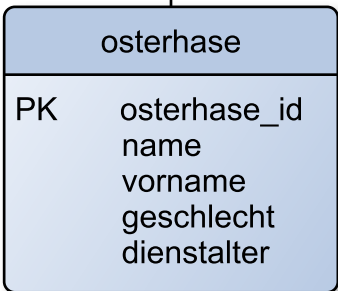 osterhase
PK osterhase_id
name
vorname
geschlecht
dienstalter